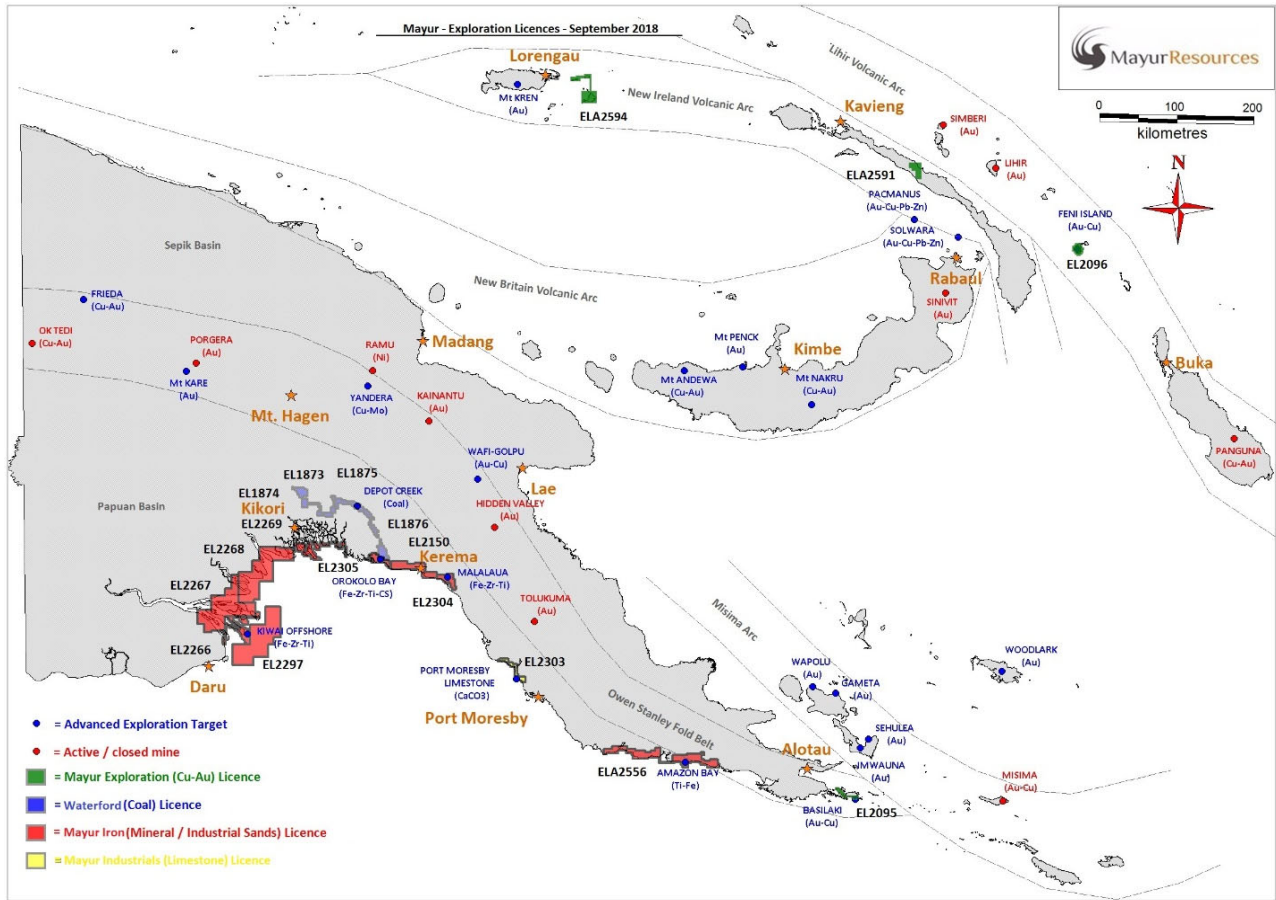 Mayur - Exploration Licences - September 2018
MayurResources
0 100 200
kilometres
N
Lihir Volcanic Arc
Lorengau
Mt KREN
(Au)
ELA2594
New Ireland Volcanic Arc
Kavieng
SIMBERI
(Au)
LIHIR
(Au)
ELA2591
PACMANUS
(Au-Cu-Pb-Zn)
SOLWARA
(Au-Cu-Pb-Zn)
FENI ISLAND
(Au-Cu)
EL2096
Rabaul
SINIVIT
(Au)
Sepik Basin
New Britain Volcanic Arc
FRIEDA
(Cu-Au)
OK TEDI
(Cu-Au)
PORGERA
(Au)
Mt KARE
(Au)
RAMU
(Ni)
Madang
YANDERA
(Cu-Mo)
Mt. Hagen
KAINANTU
(Au)
Mt PENCK
(Au)
Kimbe
Mt ANDEWA
(Cu-Au)
Mt NAKRU
(Cu-Au)
Buka
PANGUNA
(Cu-Au)
WAFI-GOLPU
(Au-Cu)
Lae
HIDDEN VALLEY
(Au)
Papuan Basin
EL1873
EL1875
EL1874
DEPOT CREEK
(Coal)
Kikori
EL2269
EL1876
EL2150
Kerema
EL2268
EL2305
OROKOLO BAY
(Fe-Zr-Ti-CS)
MALALAUA
(Fe-Zr-Ti)
EL2304
EL2267
KIWAI OFFSHORE
(Fe-Zr-Ti)
EL2266
EL2297
Daru
TOLUKUMA
(Au)
Misima Arc
EL2303
PORT MORESBY
LIMESTONE
(CaCO3)
Port Moresby
Owen Stanley Fold Belt
WAPOLU
(Au)
GAMETA
(Au)
WOODLARK
(Au)
SEHULEA
(Au)
IMWAUNA
(Au)
Alotau
ELA2556
AMAZON BAY
(Ti-Fe)
BASILAKI
(Au-Cu)
EL2095
MISIMA
(Au-Cu)
= Advanced Exploration Target
= Active / closed mine
= Mayur Exploration (Cu-Au) Licence
= Waterford (Coal) Licence
= Mayur Iron (Mineral / Industrial Sands) Licence
= Mayur Industrials (Limestone) Licence